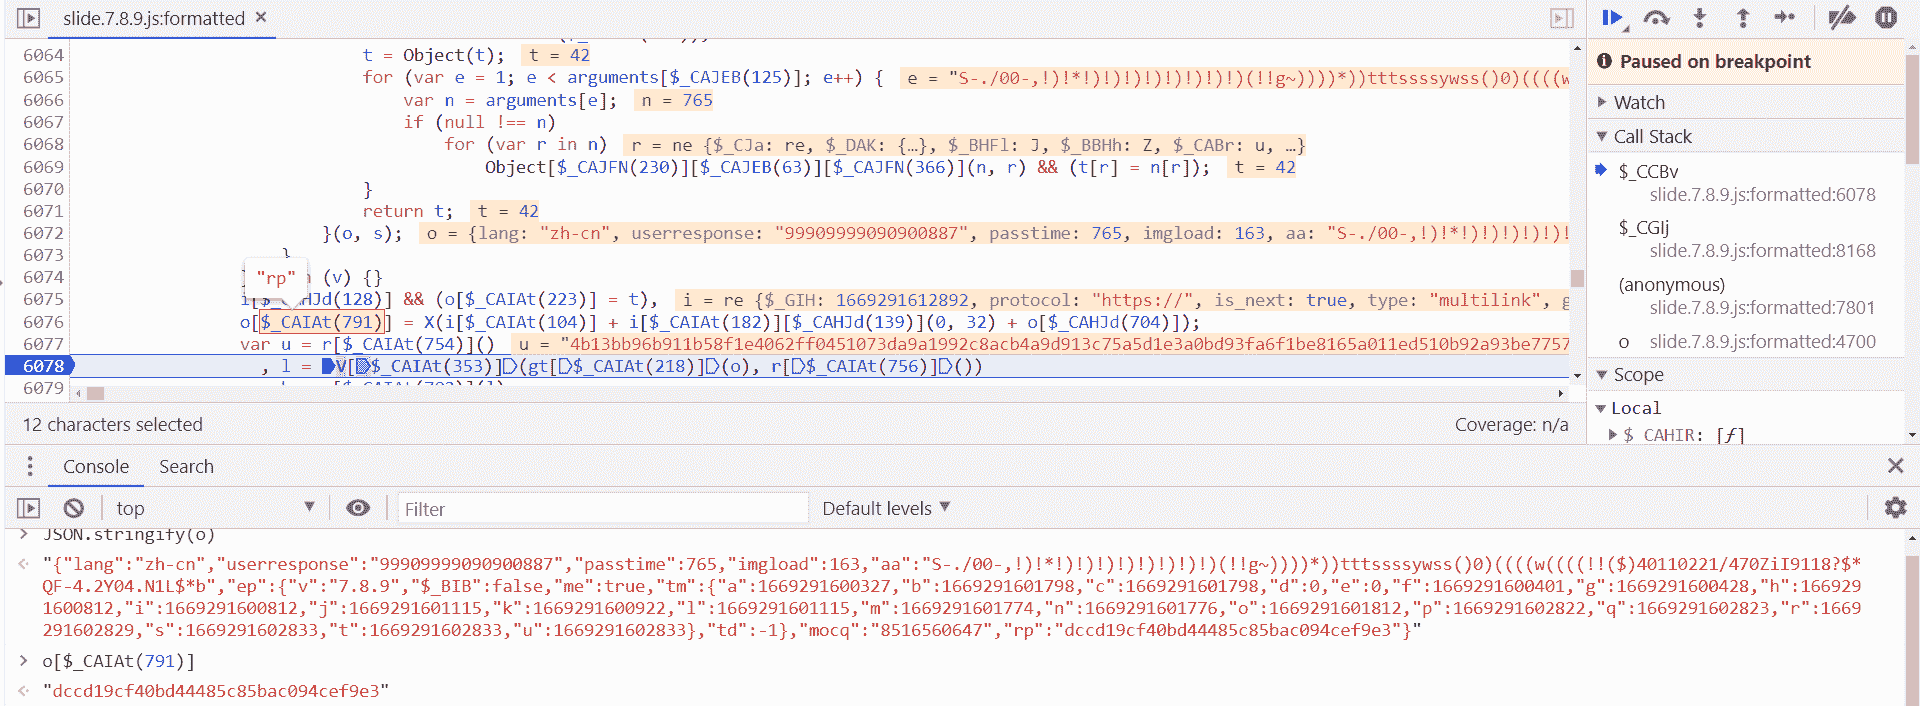 slide.7.8.9.js:formatted ×
6064 t = Object(t); t = 42
6065 for (var e = 1; e < arguments[$_CAJEB(125)]; e++) { e = "S-./00-,!)!*!)!)!)!)!)!)!)!)(!!g~))))*))tttssssywss()0)((((w
6066 var n = arguments[e]; n = 765
6067 if (null !== n)
6068 for (var r in n) r = ne {$_CJa: re, $_DAK: {…}, $_BHFl: J, $_BBHh: Z, $_CABr: u, …}
6069 Object[$_CAJFN(230)][$_CAJEB(63)][$_CAJFN(366)](n, r) && (t[r] = n[r]); t = 42
6070 }
6071 return t; t = 42
6072 }(o, s); o = {lang: "zh-cn", userresponse: "99909999090900887", passtime: 765, imgload: 163, aa: "S-./00-,!)!*!)!)!)!)!)!
6073 }
6074 (v) {}
"rp"
6075 i[$_CAHJd(128)] && (o[$_CAIAt(223)] = t), i = re {$_GIH: 1669291612892, protocol: "https://", is_next: true, type: "multilink", g
6076 o[$_CAIAt(791)] = X(i[$_CAIAt(104)] + i[$_CAIAt(182)][$_CAHJd(139)](0, 32) + o[$_CAHJd(704)]);
6077 var u = r[$_CAIAt(754)]() u = "4b13bb96b911b58f1e4062ff0451073da9a1992c8acb4a9d913c75a5d1e3a0bd93fa6f1be8165a011ed510b92a93be7757
6078 , l = V[$_CAIAt(353)](gt[$_CAIAt(218)](o), r[$_CAIAt(756)]())
6079
12 characters selected
Coverage: n/a
Paused on breakpoint
Watch
Call Stack
$_CCBv
slide.7.8.9.js:formatted:6078
$_CGIj
slide.7.8.9.js:formatted:8168
(anonymous)
slide.7.8.9.js:formatted:7801
o slide.7.8.9.js:formatted:4700
Scope
Local
$_CAHIR: [ƒ]
Console Search
top Filter Default levels
JSON.stringify(o)
"{"lang":"zh-cn","userresponse":"99909999090900887","passtime":765,"imgload":163,"aa":"S-./00-,!)!*!)!)!)!)!)!)!)!)(!!g~))))*))tttssssywss()0)((((w((((!!($)40110221/470ZiI9118?$*
QF-4.2Y04.N1L$*b","ep":{"v":"7.8.9","$_BIB":false,"me":true,"tm":{"a":1669291600327,"b":1669291601798,"c":1669291601798,"d":0,"e":0,"f":1669291600401,"g":1669291600428,"h":166929
1600812,"i":1669291600812,"j":1669291601115,"k":1669291600922,"l":1669291601115,"m":1669291601774,"n":1669291601776,"o":1669291601812,"p":1669291602822,"q":1669291602823,"r":1669
291602829,"s":1669291602833,"t":1669291602833,"u":1669291602833},"td":-1},"mocq":"8516560647","rp":"dccd19cf40bd44485c85bac094cef9e3"}"
o[$_CAIAt(791)]
"dccd19cf40bd44485c85bac094cef9e3"